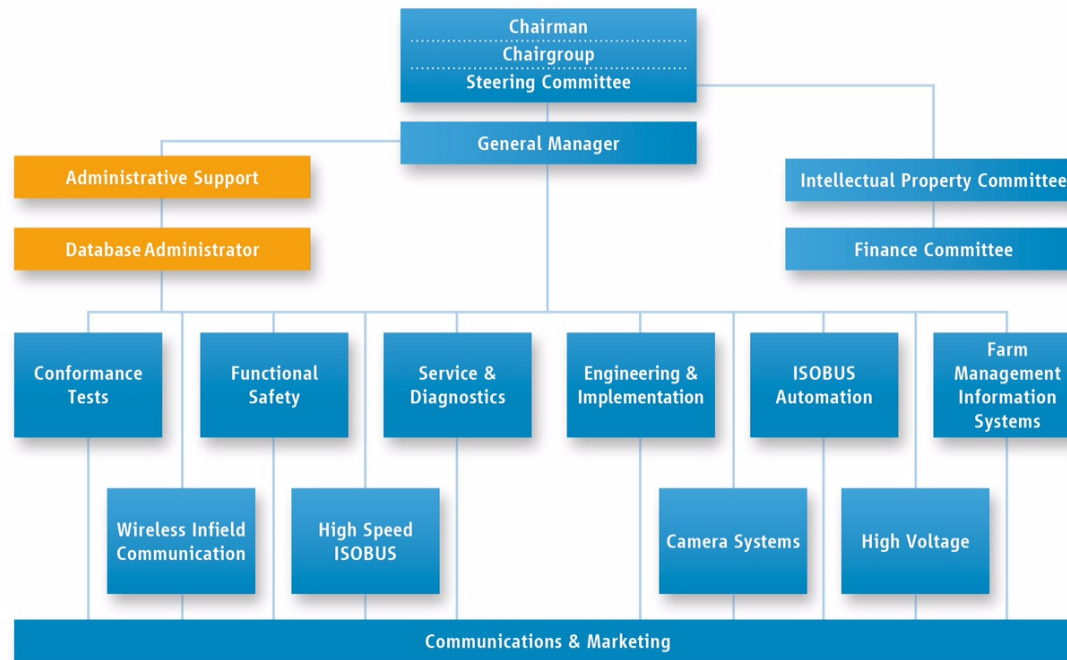 Chairman
Chairgroup
Steering Committee
General Manager
Administrative Support
Intellectual Property Committee
Database Administrator
Finance Committee
Conformance
Tests
Functional
Safety
Service &
Diagnostics
Engineering &
Implementation
ISOBUS
Automation
Farm
Management
Information
Systems
Wireless Infield
Communication
High Speed
ISOBUS
Camera Systems
High Voltage
Communications & Marketing